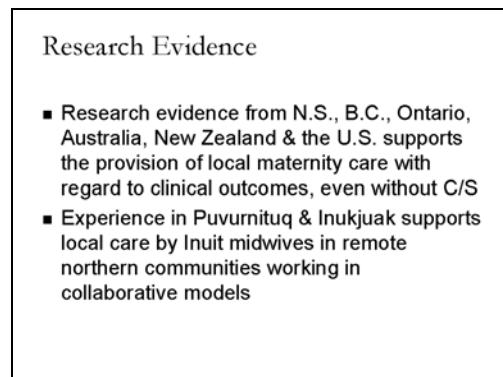 Research Evidence
■ Research evidence from N.S., B.C., Ontario,
Australia, New Zealand & the U.S. supports
the provision of local maternity care with
regard to clinical outcomes, even without C/S
■ Experience in Puvurnituq & Inukjuak supports
local care by Inuit midwives in remote
northern communities working in
collaborative models